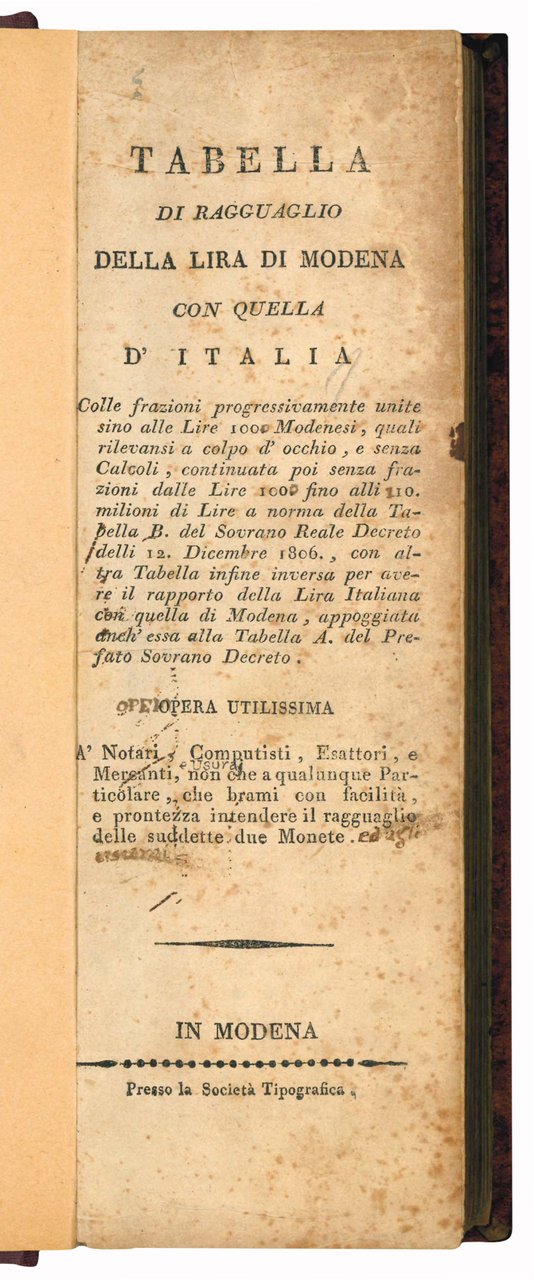 TABELLA
DI RAGGUAGLIO
DELLA LIRA DI MODENA
CON QUELLA
D' ITALIA
Colle frazioni progressivamente unite
sino alle Lire 1000 Modenesi, quali
rilevansi a colpo d' occhio, e senza
Calcoli, continuata poi senza fra-
zioni dalle Lire 1000 fino alli 110.
milioni di Lire a norma della Ta-
bella B. del Sovrano Reale Decreto
delli 12. Dicembre 1806., con al-
tra Tabella infine inversa per ave-
re il rapporto della Lira Italiana
con quella di Modena, appoggiata
anch' essa alla Tabella A. del Pre-
fato Sovrano Decreto.
OPERA UTILISSIMA
A' Notari, Computisti, Esattori, e
e Usurai
Mercanti, non che a qualunque Par-
ticolare, che brami con facilità,
e prontezza intendere il ragguaglio
delle suddette due Monete. ed agli
IN MODENA
Presso la Società Tipografica.